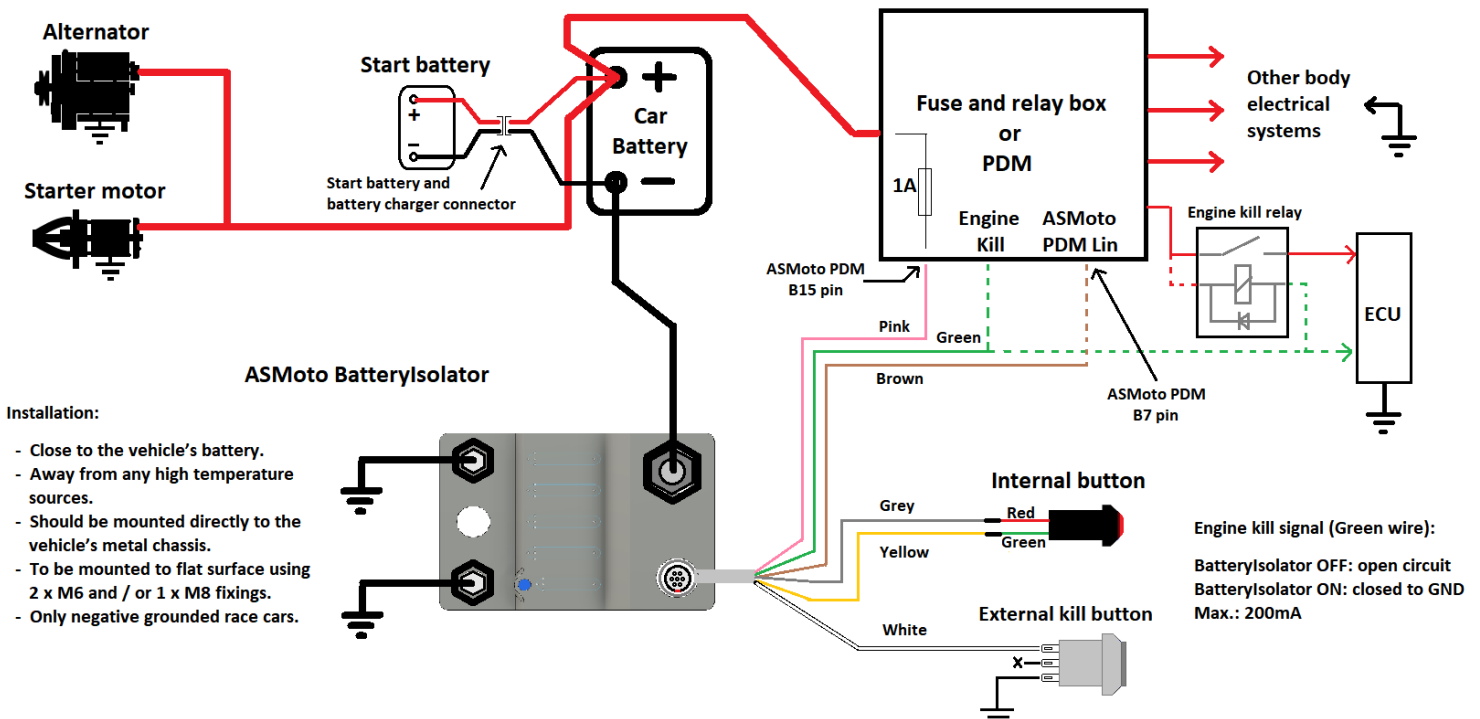 Alternator
Start battery
+
−
+
Car
Battery
−
Start battery and
battery charger connector
Starter motor
Fuse and relay box
or
PDM
1A
Engine
Kill
ASMoto
PDM Lin
Other body
electrical
systems
Engine kill relay
ECU
ASMoto PDM
B15 pin
Pink
Green
Brown
ASMoto PDM
B7 pin
ASMoto BatteryIsolator
Installation:
- Close to the vehicle's battery.
- Away from any high temperature
sources.
- Should be mounted directly to the
vehicle's metal chassis.
- To be mounted to flat surface using
2 x M6 and / or 1 x M8 fixings.
- Only negative grounded race cars.
Internal button
Grey
Red
Yellow
Green
External kill button
White
x
Engine kill signal (Green wire):
BatteryIsolator OFF: open circuit
BatteryIsolator ON: closed to GND
Max.: 200mA